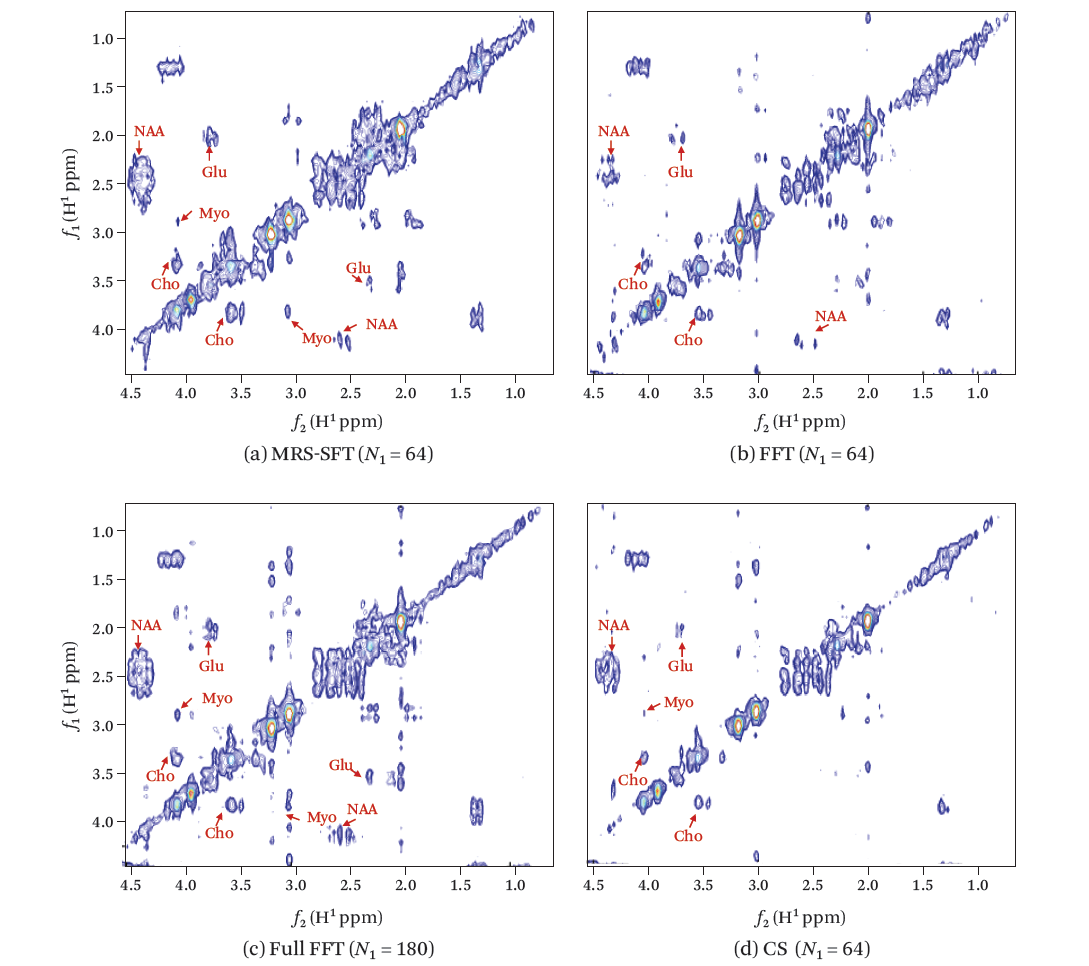 1.0
1.5
2.0
2.5
3.0
3.5
4.0
f1 (H¹ ppm)
NAA
Glu
Myo
Cho
Glu
Cho
Myo
NAA
4.5 4.0 3.5 3.0 2.5 2.0 1.5 1.0
f2 (H¹ ppm)
(a) MRS-SFT (N1 = 64)
NAA
Glu
Cho
Cho
NAA
4.5 4.0 3.5 3.0 2.5 2.0 1.5 1.0
f2 (H¹ ppm)
(b) FFT (N1 = 64)
1.0
1.5
2.0
2.5
3.0
3.5
4.0
f1 (H¹ ppm)
NAA
Glu
Myo
Cho
Glu
Cho
Myo
NAA
4.5 4.0 3.5 3.0 2.5 2.0 1.5 1.0
f2 (H¹ ppm)
(c) Full FFT (N1 = 180)
NAA
Glu
Myo
Cho
Cho
4.5 4.0 3.5 3.0 2.5 2.0 1.5 1.0
f2 (H¹ ppm)
(d) CS (N1 = 64)